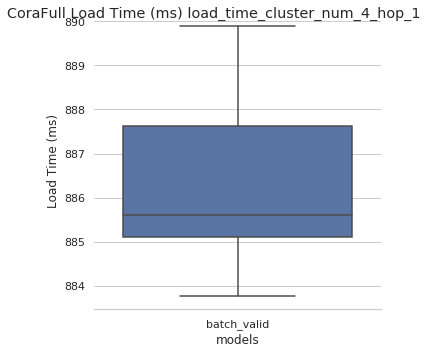 CoraFull Load Time (ms) load_time_cluster_num_4_hop_1
890
889
888
887
886
885
884
Load Time (ms)
batch_valid
models